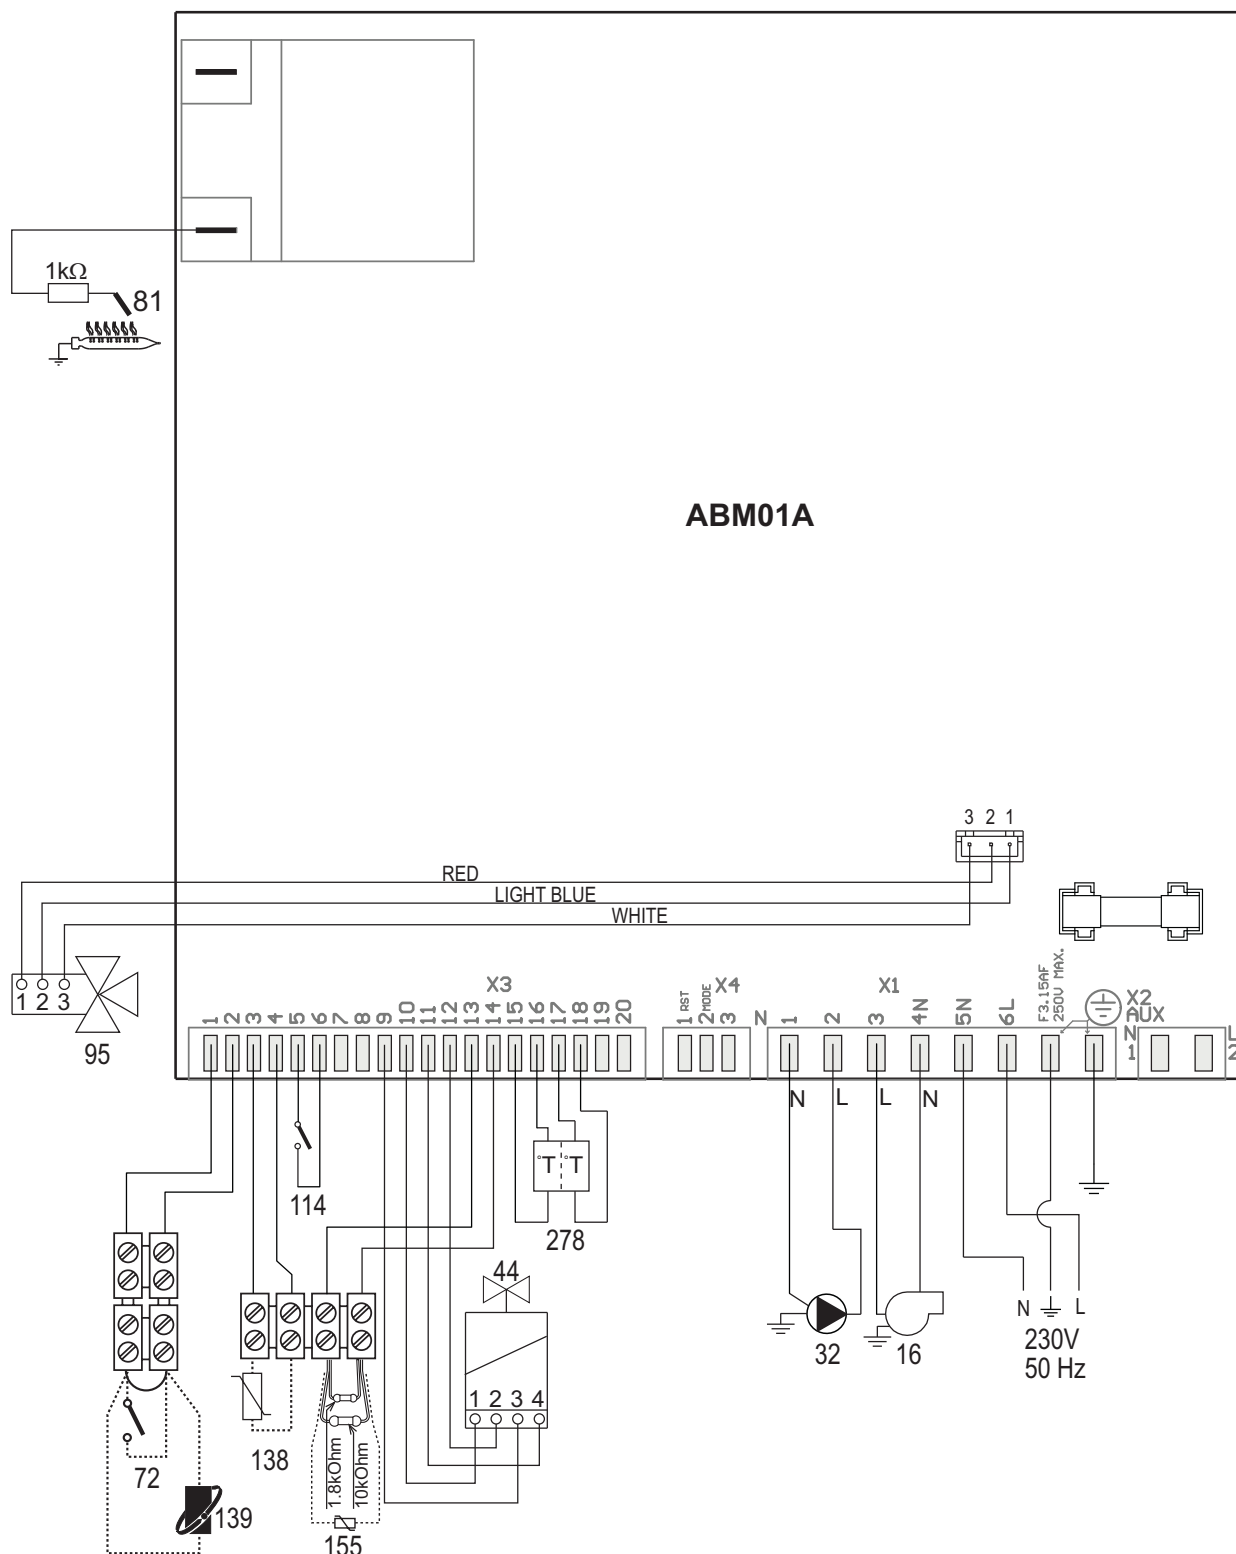 1kΩ
81
ABM01A
3 2 1
RED
LIGHT BLUE
WHITE
1 2 3
95
X3
1 2 3 4 5 6 7 8 9 10 11 12 13 14 15 16 17 18 19 20
X4
1 RST
2 MODE
3
X1
N 1 2 3 4N 5N 6L
F3.15AF
250V MAX.
X2
AUX
N
1
L
2
N L L N
114
°T °T
278
44
1 2 3 4
32
16
N L
230V
50 Hz
72
139
138
1.8kOhm
10kOhm
155